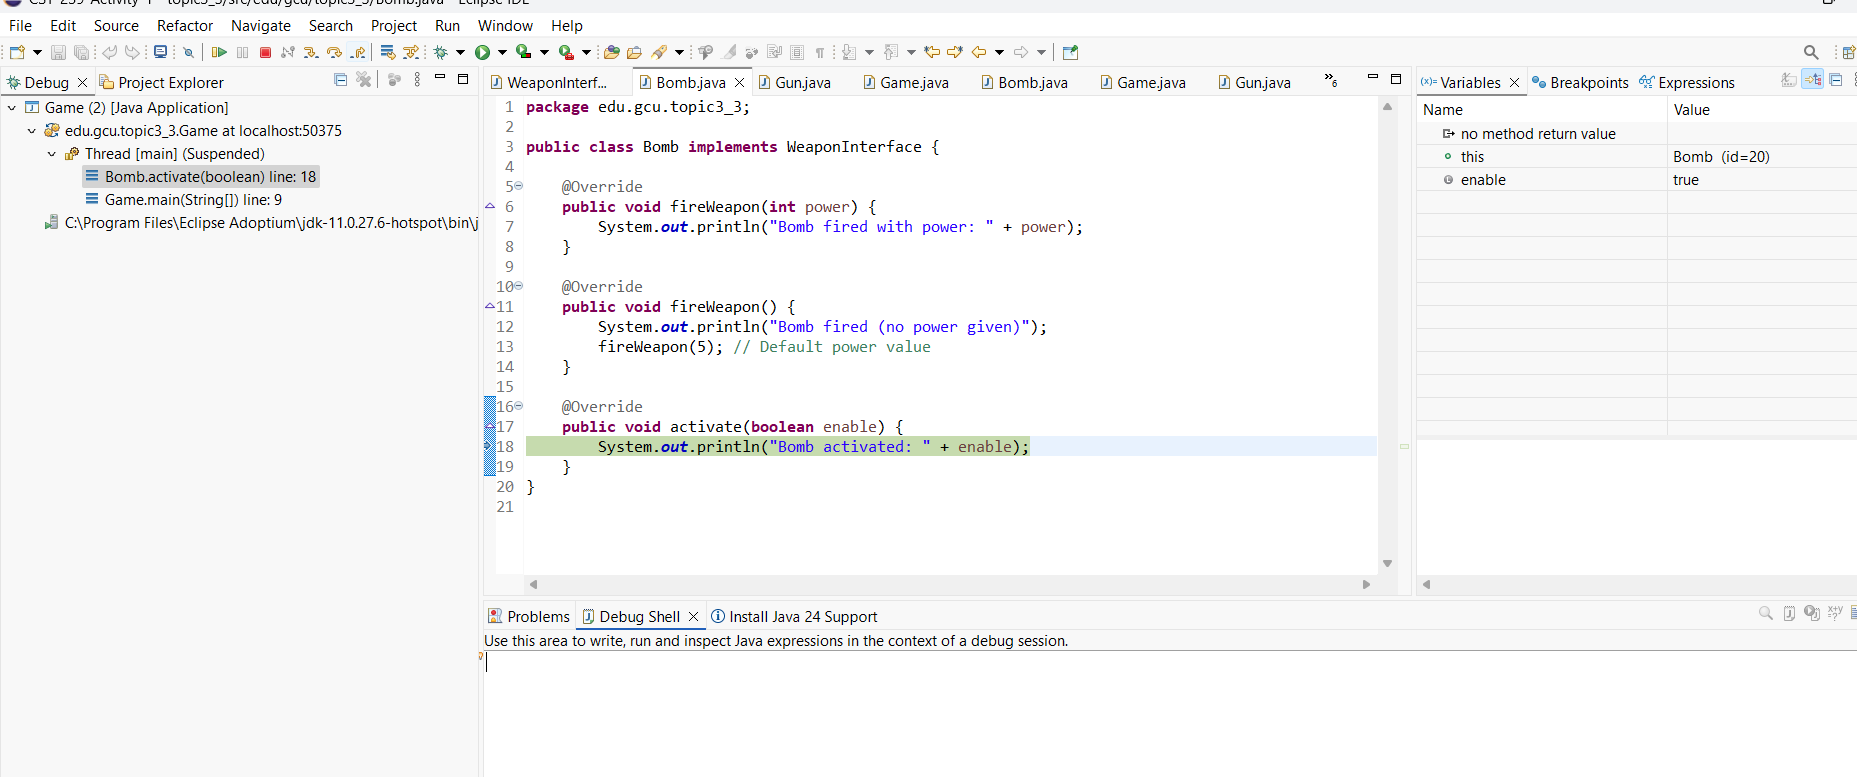 CST-239-Activity-1 - topic3_3/src/edu/gcu/topic3_3/Bomb.java - Eclipse IDE
File Edit Source Refactor Navigate Search Project Run Window Help
Debug Project Explorer
Game (2) [Java Application]
edu.gcu.topic3_3.Game at localhost:50375
Thread [main] (Suspended)
Bomb.activate(boolean) line: 18
Game.main(String[]) line: 9
C:\Program Files\Eclipse Adoptium\jdk-11.0.27.6-hotspot\bin\j
WeaponInterf... Bomb.java Gun.java Game.java Bomb.java Game.java Gun.java »6
1 package edu.gcu.topic3_3;
2
3 public class Bomb implements WeaponInterface {
4
5 @Override
6 public void fireWeapon(int power) {
7 System.out.println("Bomb fired with power: " + power);
8 }
9
10 @Override
11 public void fireWeapon() {
12 System.out.println("Bomb fired (no power given)");
13 fireWeapon(5); // Default power value
14 }
15
16 @Override
17 public void activate(boolean enable) {
18 System.out.println("Bomb activated: " + enable);
19 }
20 }
21
(x)= Variables Breakpoints Expressions
Name Value
no method return value
this Bomb (id=20)
enable true
Problems Debug Shell Install Java 24 Support
Use this area to write, run and inspect Java expressions in the context of a debug session.